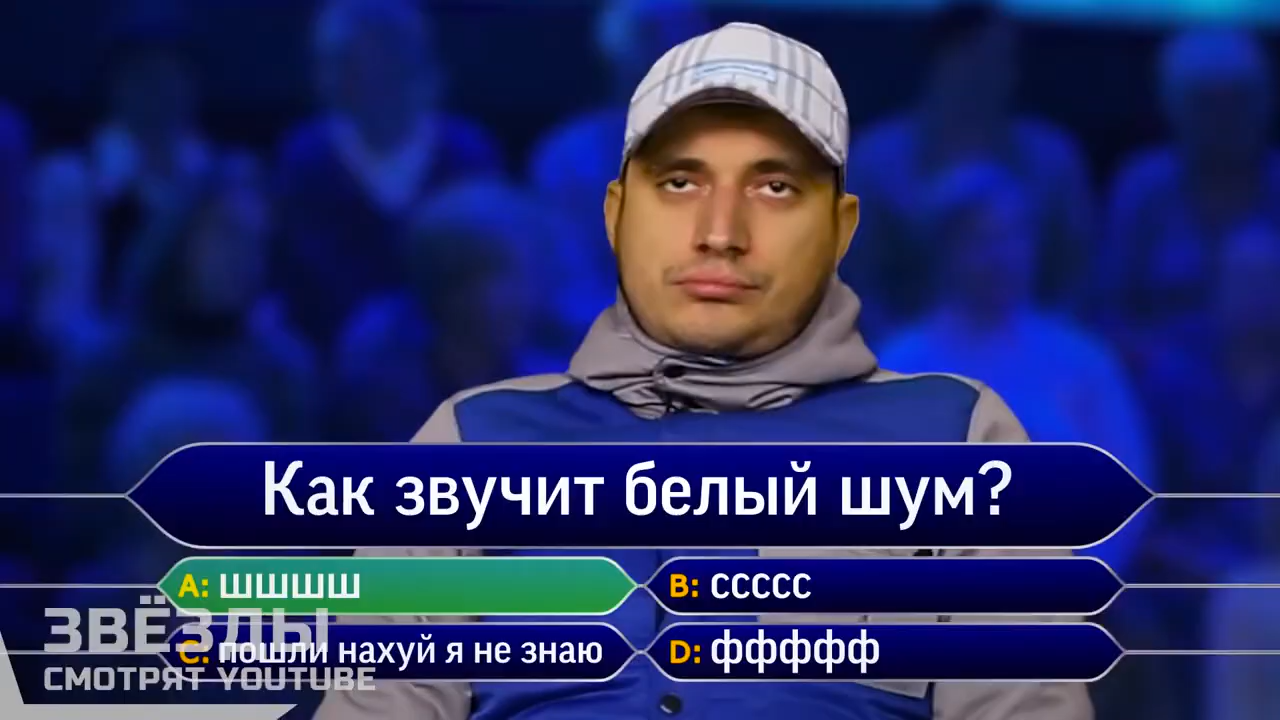 Как звучит белый шум?
A: шшшш
B: ссссс
C: пошли нахуй я не знаю
D: ффффф
ЗВЁЗДЫ
СМОТРЯТ YOUTUBE